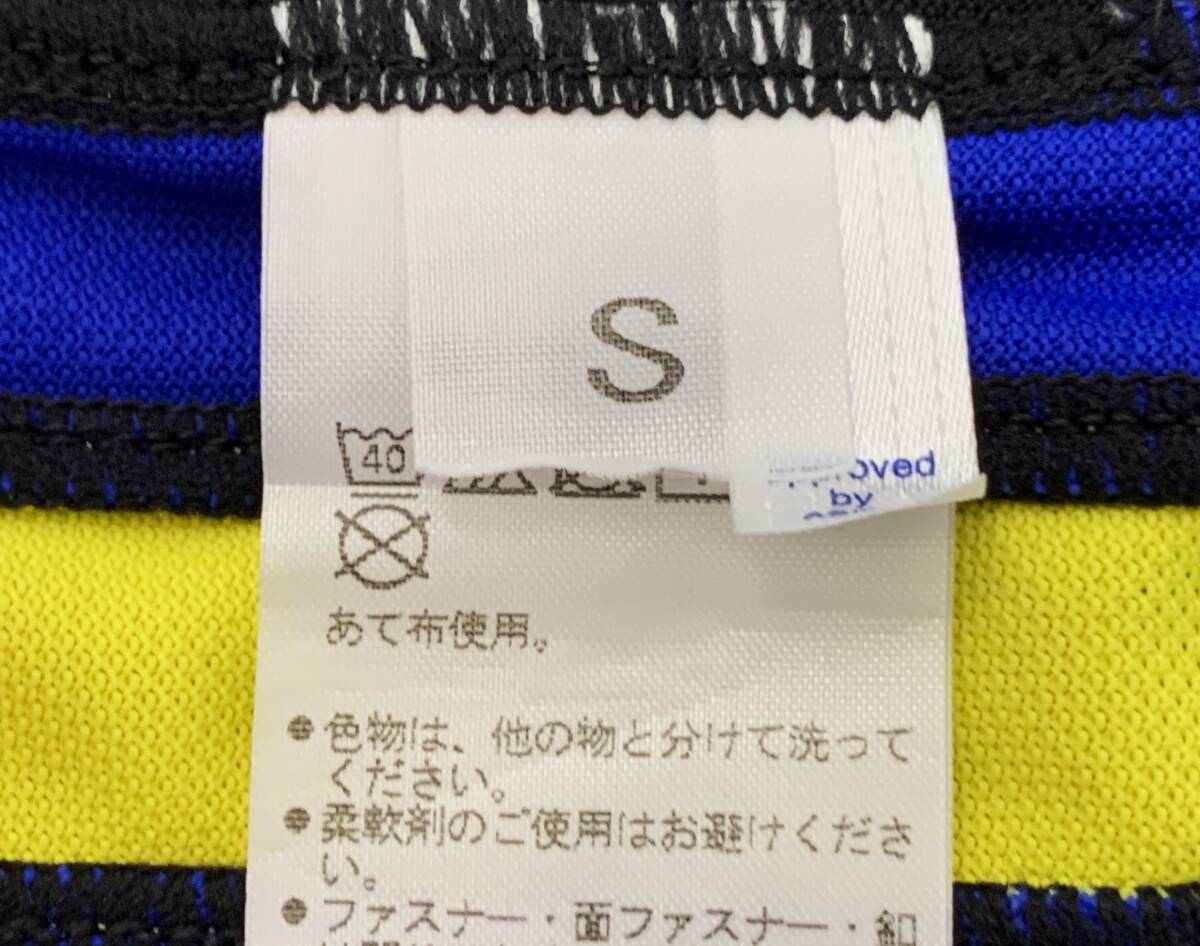 S
40
by
あて布使用。
●色物は、他の物と分けて洗って
ください。
●柔軟剤のご使用はお避けくださ
い。
●ファスナー・面ファスナー・釦